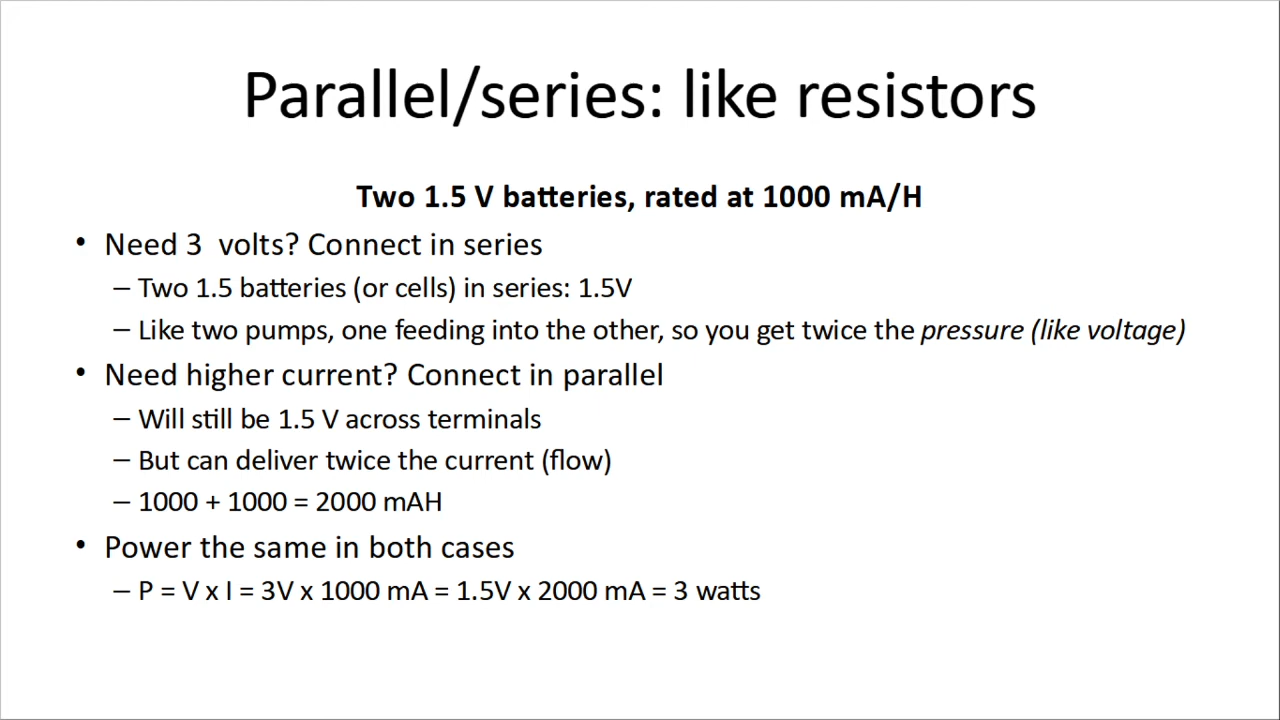 Parallel/series: like resistors
Two 1.5 V batteries, rated at 1000 mA/H
• Need 3  volts? Connect in series
– Two 1.5 batteries (or cells) in series: 1.5V
– Like two pumps, one feeding into the other, so you get twice the pressure (like voltage)
• Need higher current? Connect in parallel
– Will still be 1.5 V across terminals
– But can deliver twice the current (flow)
– 1000 + 1000 = 2000 mAH
• Power the same in both cases
– P = V x I = 3V x 1000 mA = 1.5V x 2000 mA = 3 watts